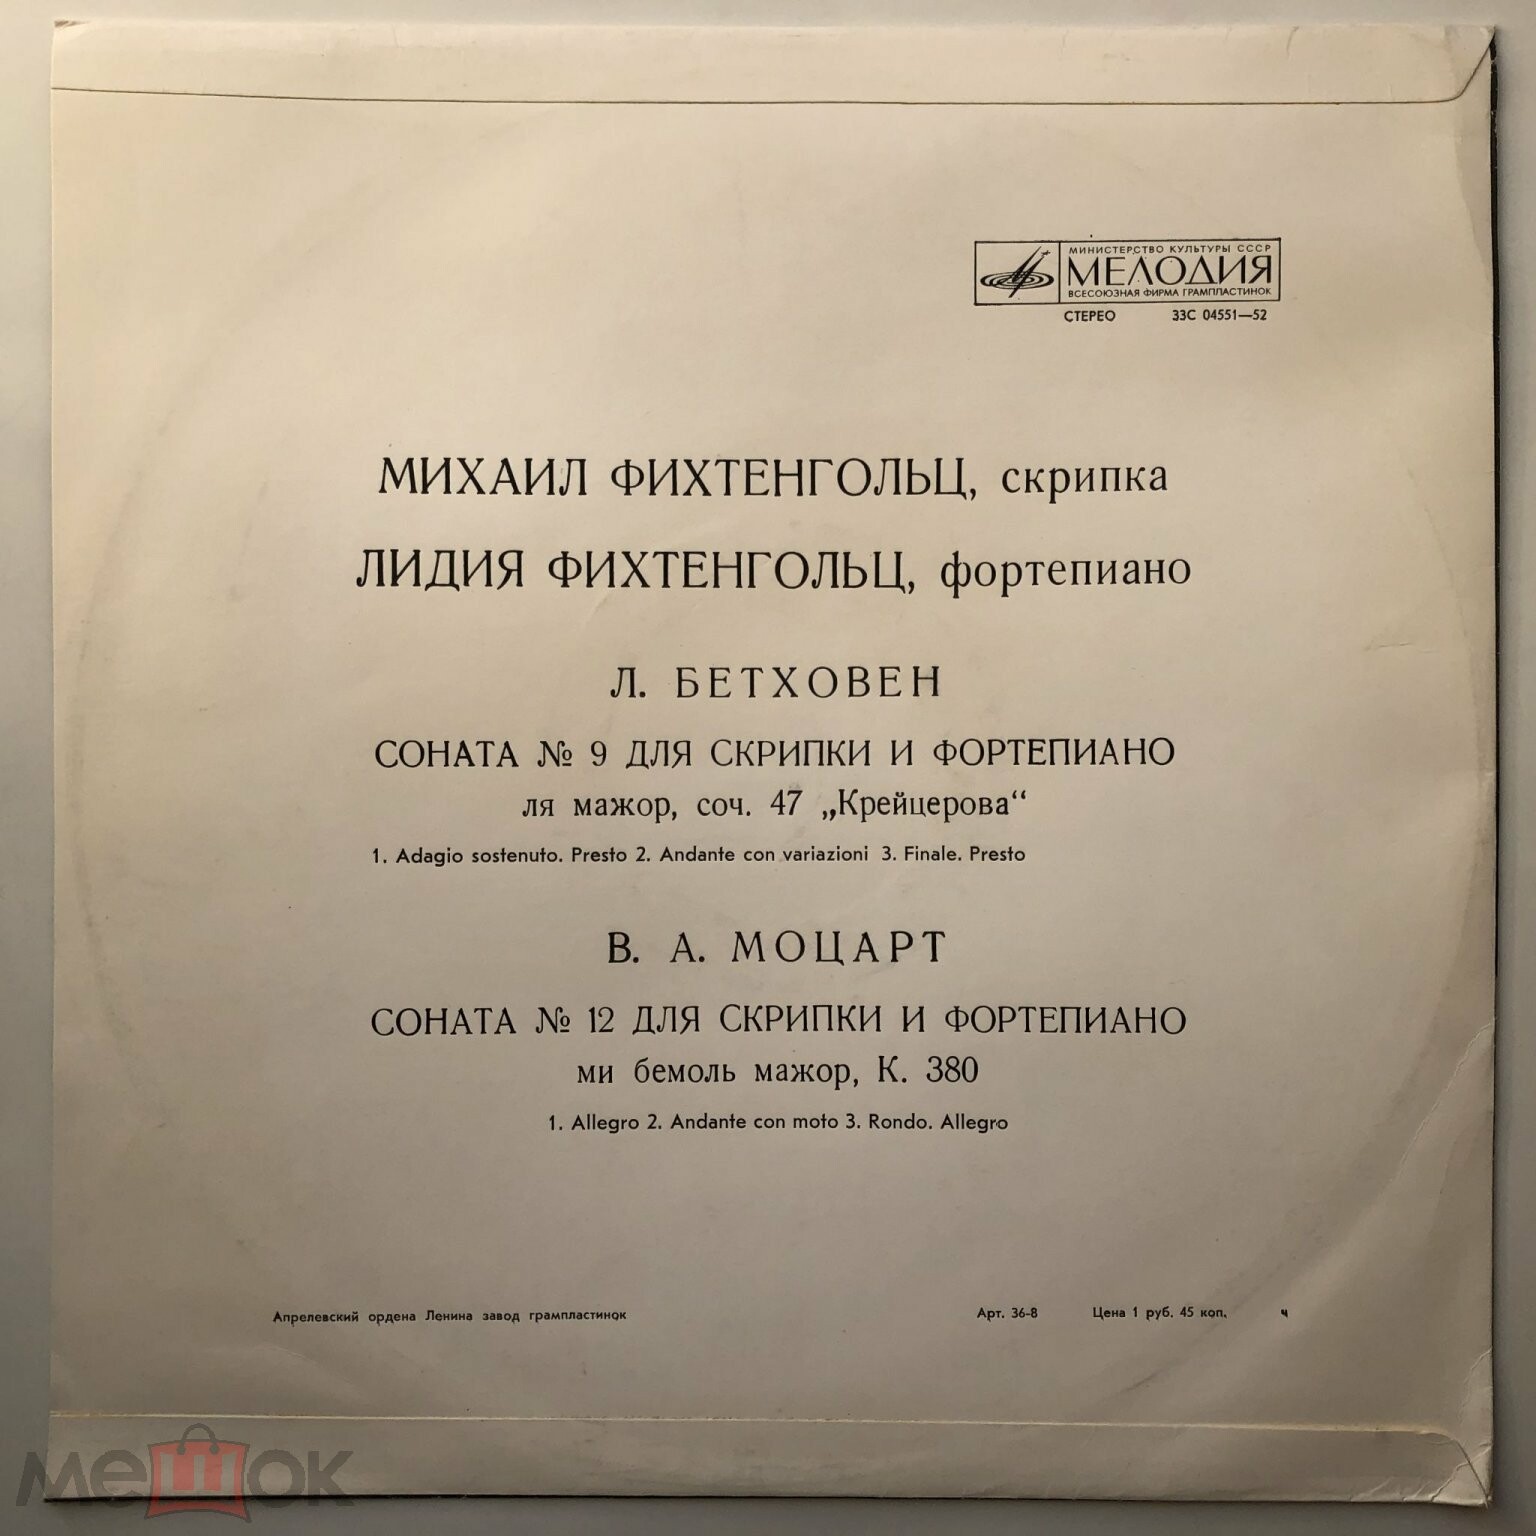 МИНИСТЕРСТВО КУЛЬТУРЫ СССР
МЕЛОДИЯ
ВСЕСОЮЗНАЯ ФИРМА ГРАМПЛАСТИНОК
СТЕРЕО 33С 04551—52
МИХАИЛ ФИХТЕНГОЛЬЦ, скрипка
ЛИДИЯ ФИХТЕНГОЛЬЦ, фортепиано
Л. БЕТХОВЕН
СОНАТА № 9 ДЛЯ СКРИПКИ И ФОРТЕПИАНО
ля мажор, соч. 47 „Крейцерова“
1. Adagio sostenuto. Presto 2. Andante con variazioni 3. Finale. Presto
В. А. МОЦАРТ
СОНАТА № 12 ДЛЯ СКРИПКИ И ФОРТЕПИАНО
ми бемоль мажор, К. 380
1. Allegro 2. Andante con moto 3. Rondo. Allegro
Апрелевский ордена Ленина завод грампластинок Арт. 36-8 Цена 1 руб. 45 коп. ч
мешок